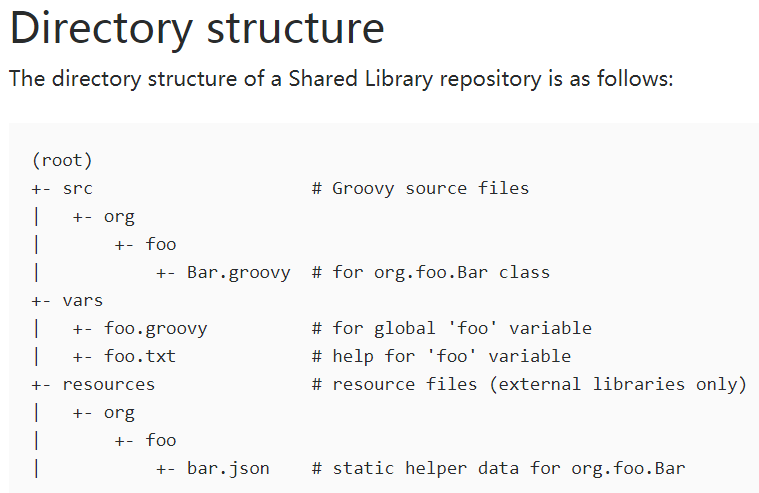 Directory structure
The directory structure of a Shared Library repository is as follows:
(root)
+- src                     # Groovy source files
|   +- org
|       +- foo
|           +- Bar.groovy  # for org.foo.Bar class
+- vars
|   +- foo.groovy          # for global 'foo' variable
|   +- foo.txt             # help for 'foo' variable
+- resources               # resource files (external libraries only)
|   +- org
|       +- foo
|           +- bar.json    # static helper data for org.foo.Bar